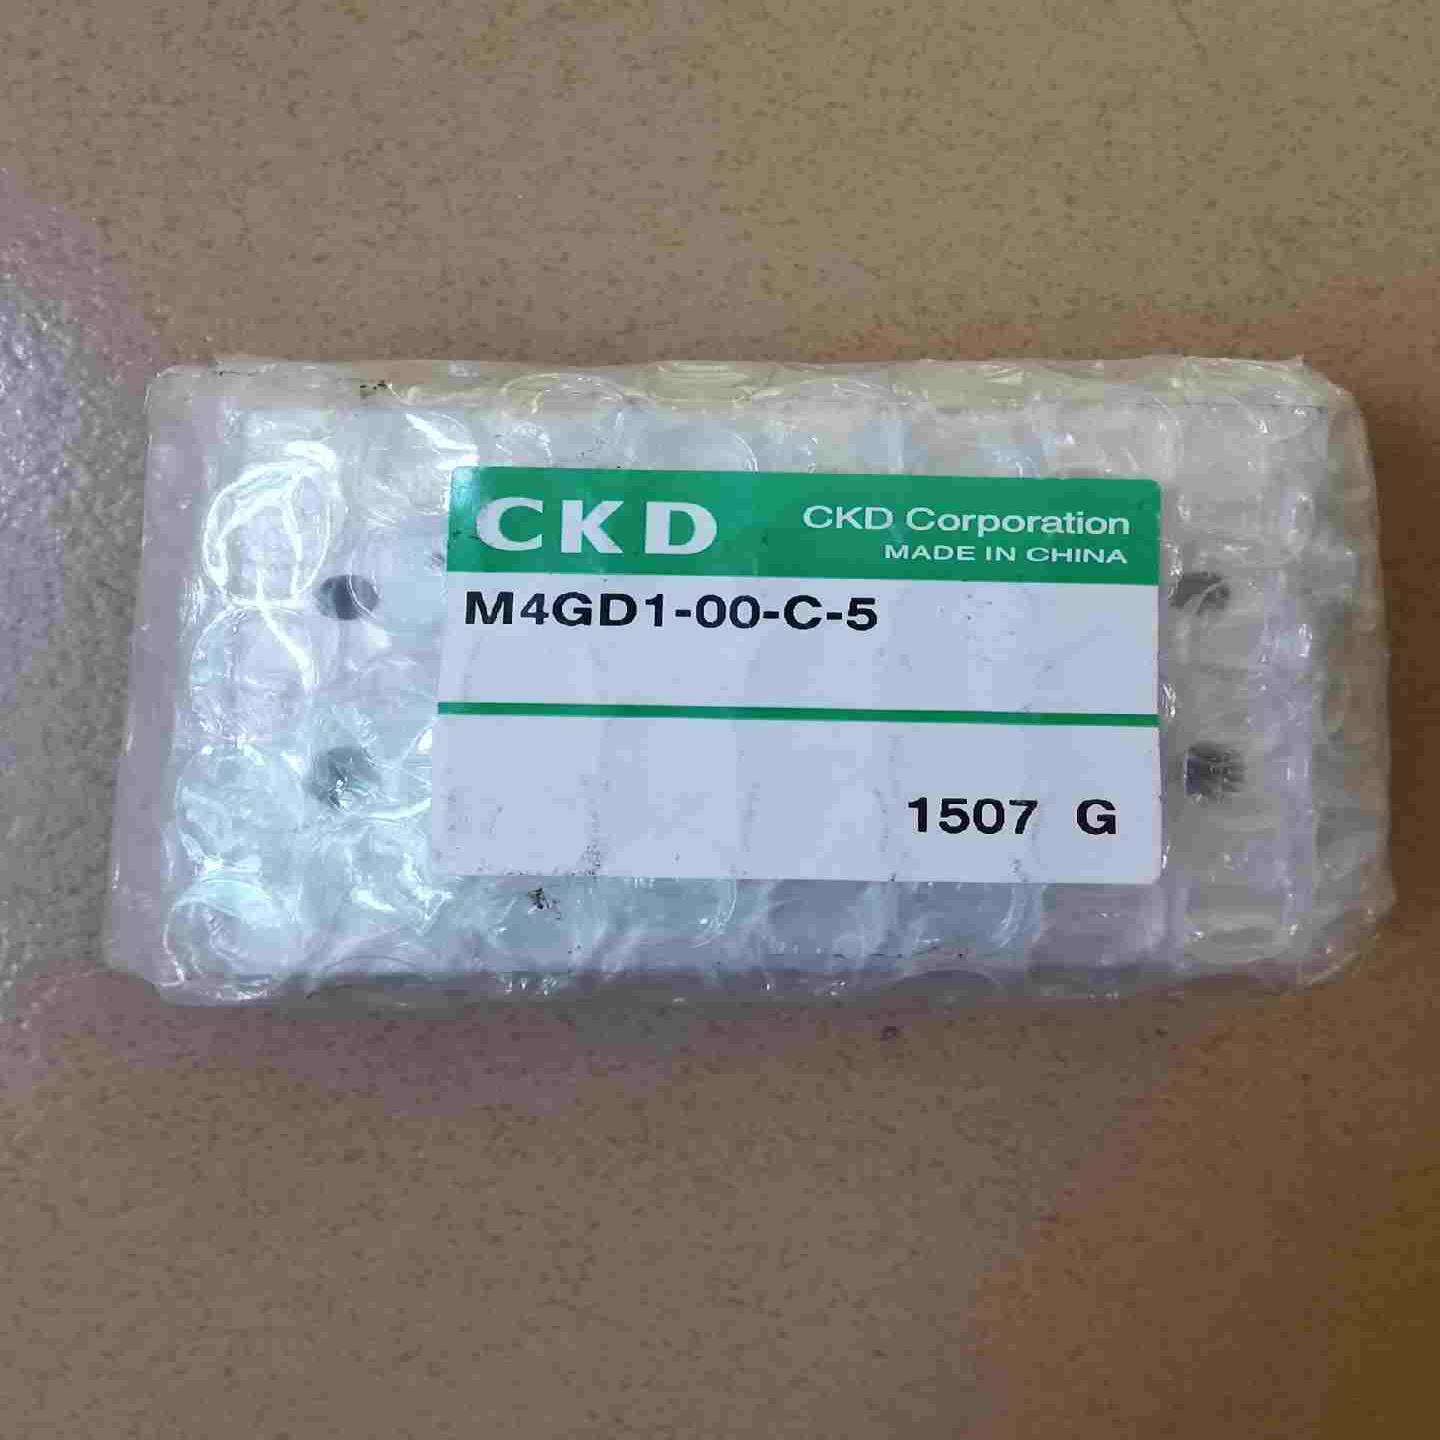 CKD
CKD Corporation
MADE IN CHINA
M4GD1-00-C-5
1507 G